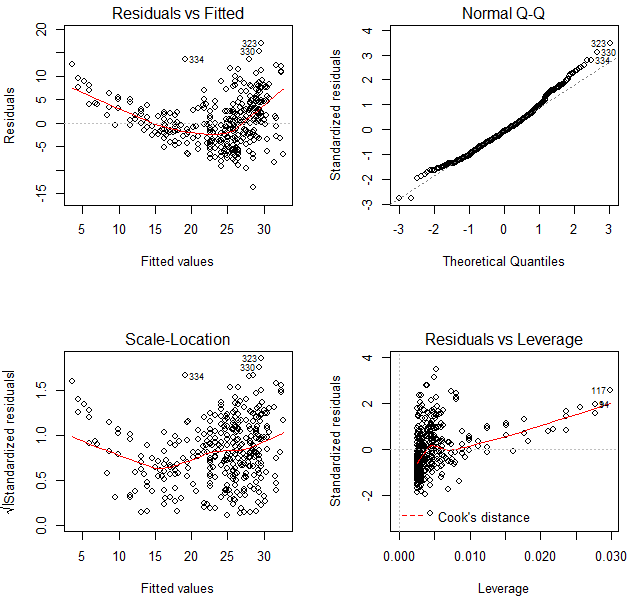 Residuals vs Fitted
Residuals
20
10
5
0
-5
-15
323
330
334
5 10 15 20 25 30
Fitted values
Normal Q-Q
Standardized residuals
4
3
2
1
0
-1
-2
-3
323
330
334
-3 -2 -1 0 1 2 3
Theoretical Quantiles
Scale-Location
√|Standardized residuals|
1.5
1.0
0.5
0.0
323
330
334
5 10 15 20 25 30
Fitted values
Residuals vs Leverage
Standardized residuals
4
2
0
-2
117
94
Cook's distance
0.000 0.010 0.020 0.030
Leverage